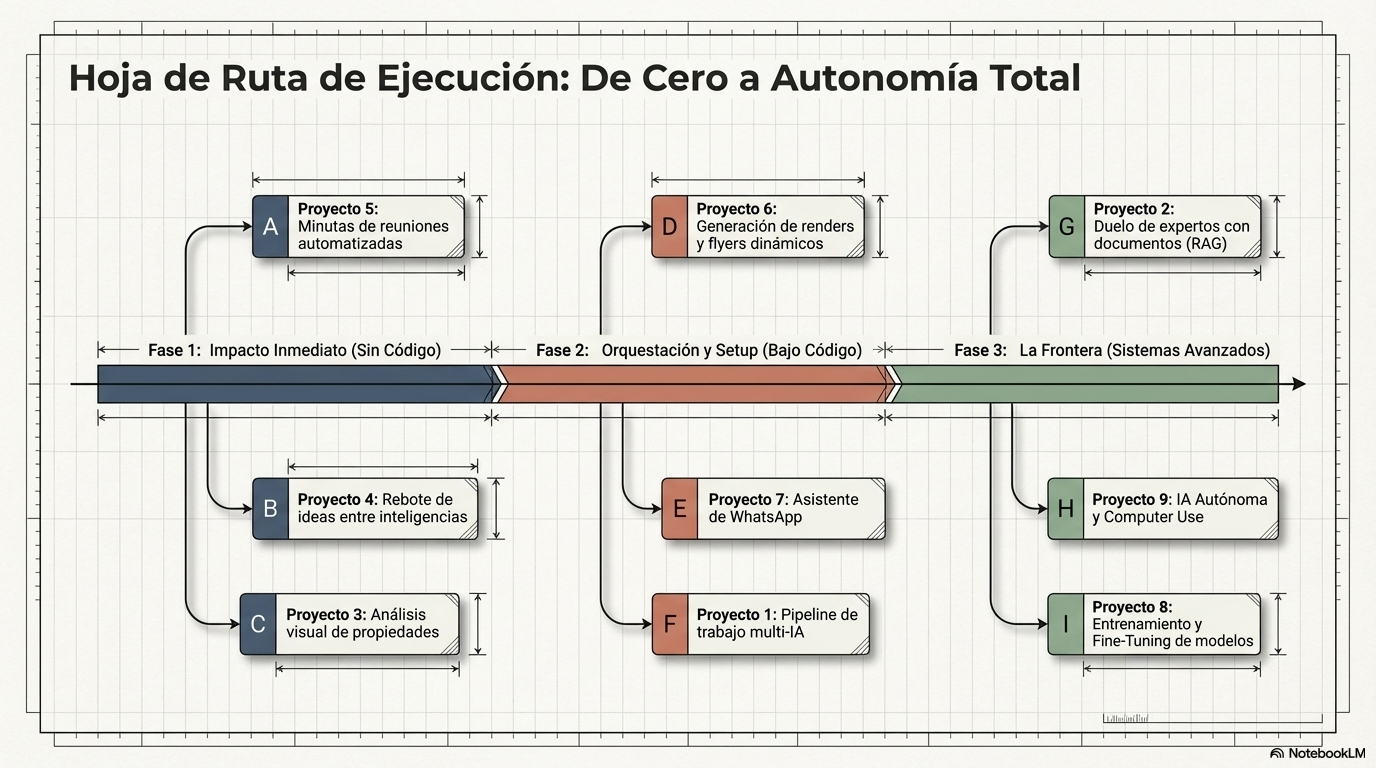 Hoja de Ruta de Ejecución: De Cero a Autonomía Total
A
Proyecto 5:
Minutas de reuniones
automatizadas
D
Proyecto 6:
Generación de renders
y flyers dinámicos
G
Proyecto 2:
Duelo de expertos con
documentos (RAG)
Fase 1: Impacto Inmediato (Sin Código)
Fase 2: Orquestación y Setup (Bajo Código)
Fase 3: La Frontera (Sistemas Avanzados)
B
Proyecto 4: Rebote de
ideas entre inteligencias
E
Proyecto 7: Asistente
de WhatsApp
H
Proyecto 9: IA Autónoma
y Computer Use
C
Proyecto 3: Análisis
visual de propiedades
F
Proyecto 1: Pipeline de
trabajo multi-IA
I
Proyecto 8:
Entrenamiento y
Fine-Tuning de modelos
NotebookLM